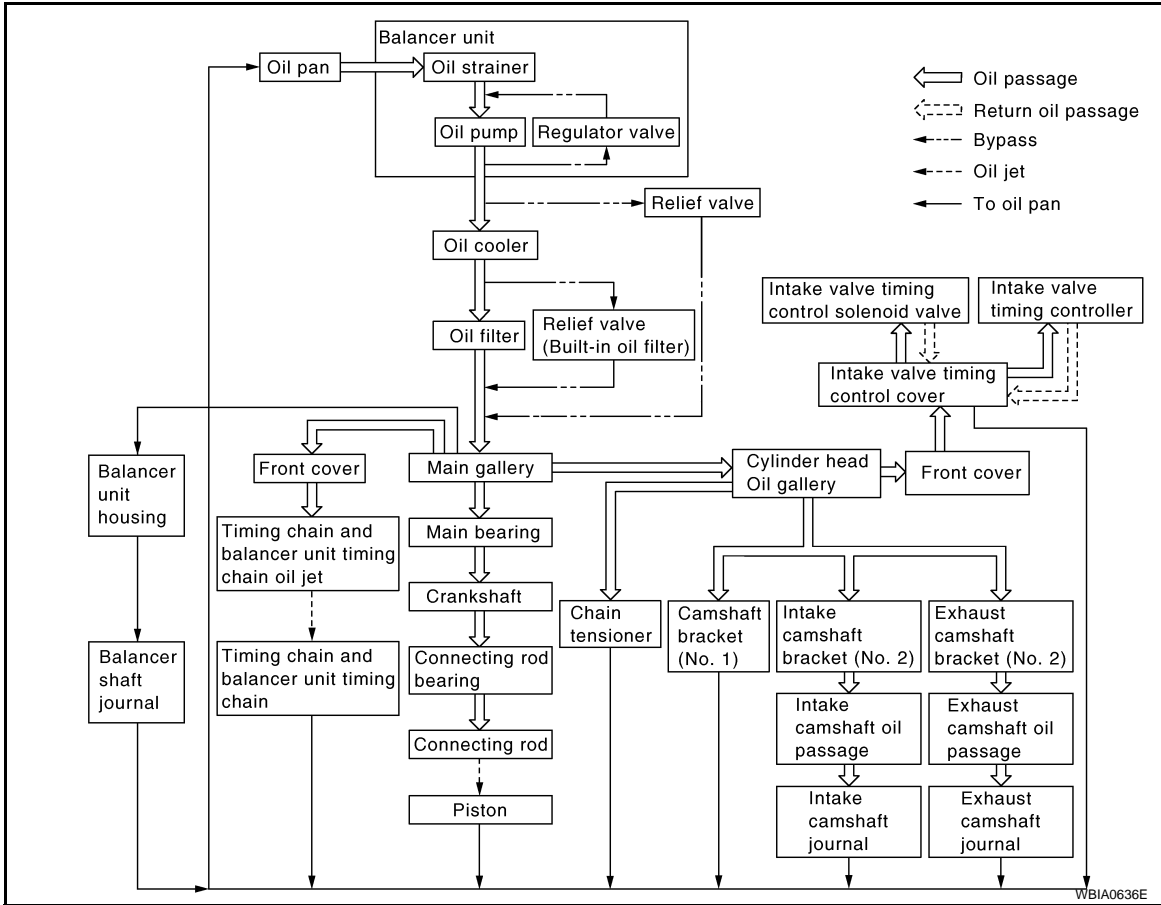 Balancer unit
Oil pan
Oil strainer
Oil pump
Regulator valve
Oil passage
Return oil passage
Bypass
Oil jet
To oil pan
Relief valve
Oil cooler
Oil filter
Relief valve
(Built-in oil filter)
Intake valve timing
control solenoid valve
Intake valve
timing controller
Intake valve timing
control cover
Balancer
unit
housing
Front cover
Main gallery
Cylinder head
Oil gallery
Front cover
Timing chain and
balancer unit timing
chain oil jet
Main bearing
Crankshaft
Chain
tensioner
Camshaft
bracket
(No. 1)
Intake
camshaft
bracket (No. 2)
Exhaust
camshaft
bracket (No. 2)
Balancer
shaft
journal
Timing chain and
balancer unit timing
chain
Connecting rod
bearing
Connecting rod
Intake
camshaft oil
passage
Exhaust
camshaft oil
passage
Piston
Intake
camshaft
journal
Exhaust
camshaft
journal
WBIA0636E